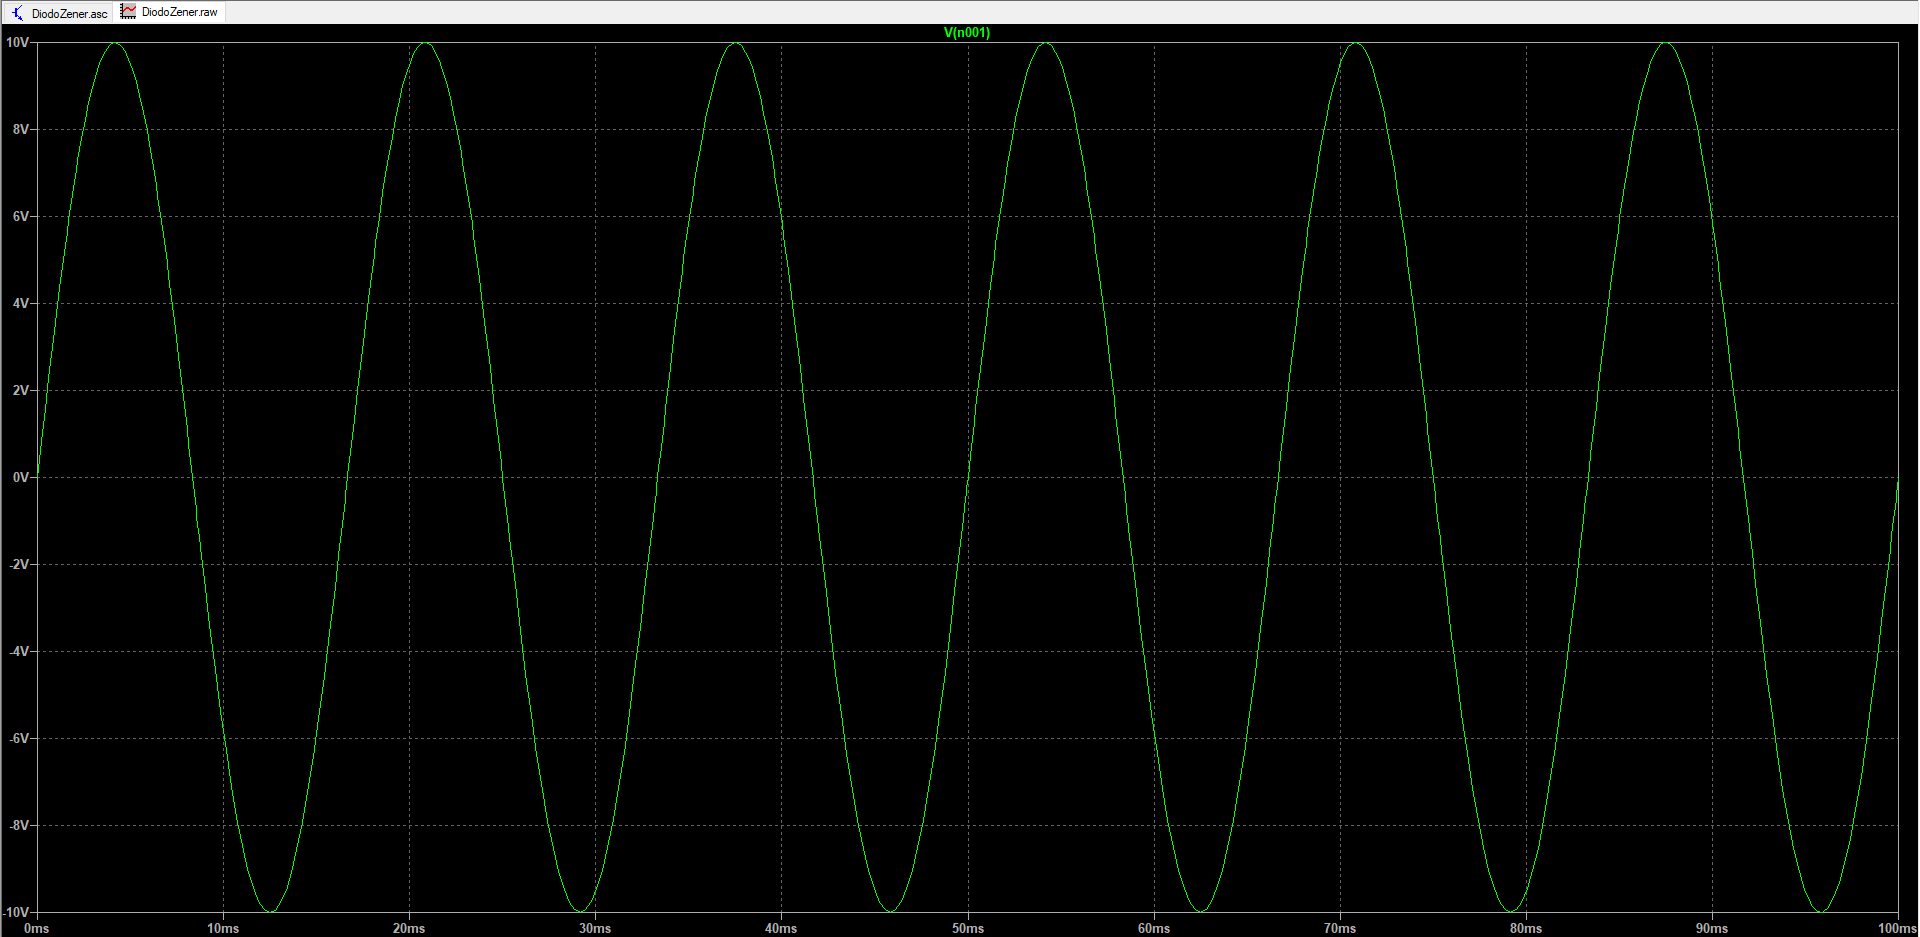 DiodoZener.asc DiodoZener.raw
V(n001)
10V
8V
6V
4V
2V
0V
-2V
-4V
-6V
-8V
-10V
0ms 10ms 20ms 30ms 40ms 50ms 60ms 70ms 80ms 90ms 100ms